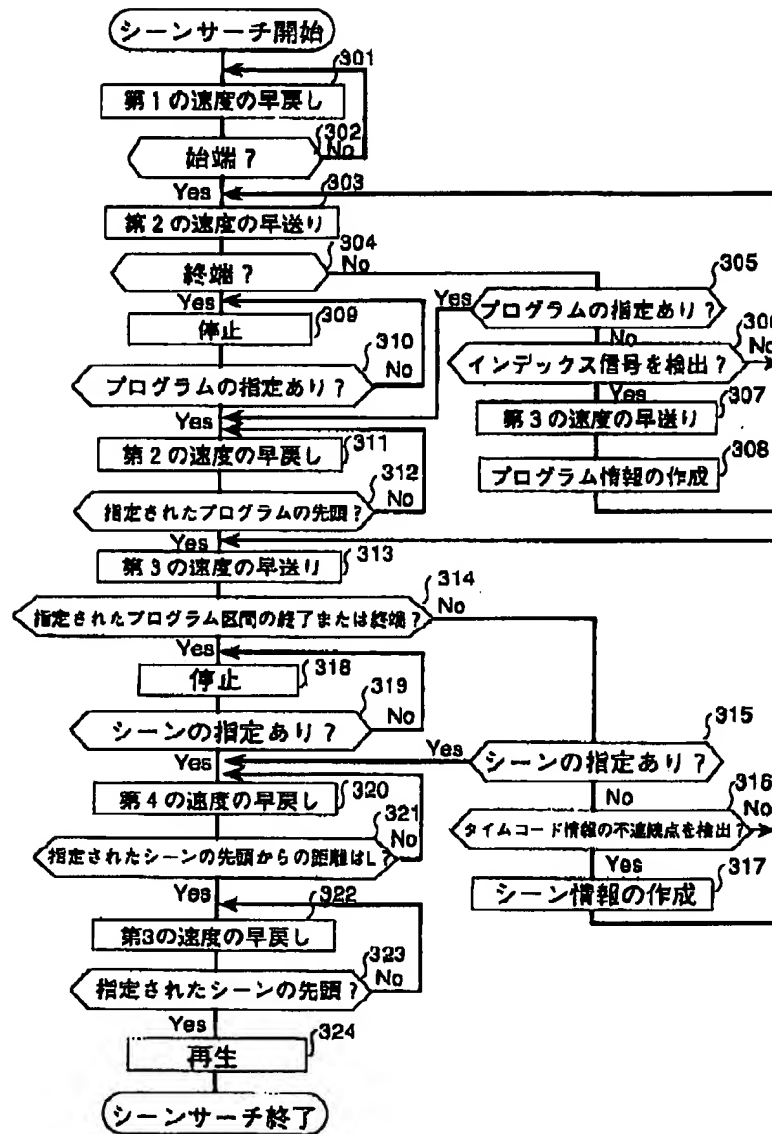 シーンサーチ開始
301
第1の速度の早戻し
302
始端?
No
Yes
303
第2の速度の早送り
304
終端?
No
Yes
305
プログラムの指定あり?
Yes
309
停止
No
306
インデックス信号を検出?
No
310
プログラムの指定あり?
No
Yes
307
第3の速度の早送り
Yes
311
第2の速度の早戻し
308
プログラム情報の作成
312
指定されたプログラムの先頭?
No
Yes
313
第3の速度の早送り
314
指定されたプログラム区間の終了または終端?
No
Yes
318
停止
319
シーンの指定あり?
No
315
シーンの指定あり?
Yes
Yes
320
第4の速度の早戻し
No
316
タイムコード情報の不連続点を検出?
No
321
指定されたシーンの先頭からの距離はL?
No
Yes
317
シーン情報の作成
Yes
322
第3の速度の早戻し
323
指定されたシーンの先頭?
No
Yes
324
再生
シーンサーチ終了